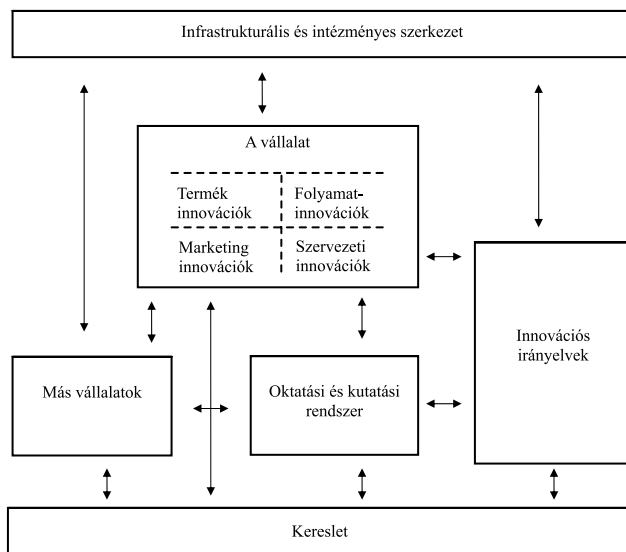 Infrastrukturális és intézményes szerkezet
A vállalat
Termék
innovációk
Folyamat-
innovációk
Marketing
innovációk
Szervezeti
innovációk
Innovációs
irányelvek
Más vállalatok
Oktatási és kutatási
rendszer
Kereslet